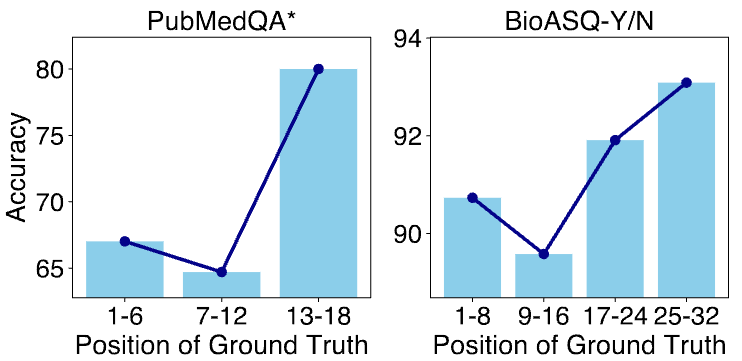 PubMedQA*
Accuracy
80
75
70
65
1-6 7-12 13-18
Position of Ground Truth
BioASQ-Y/N
94
92
90
1-8 9-16 17-24 25-32
Position of Ground Truth